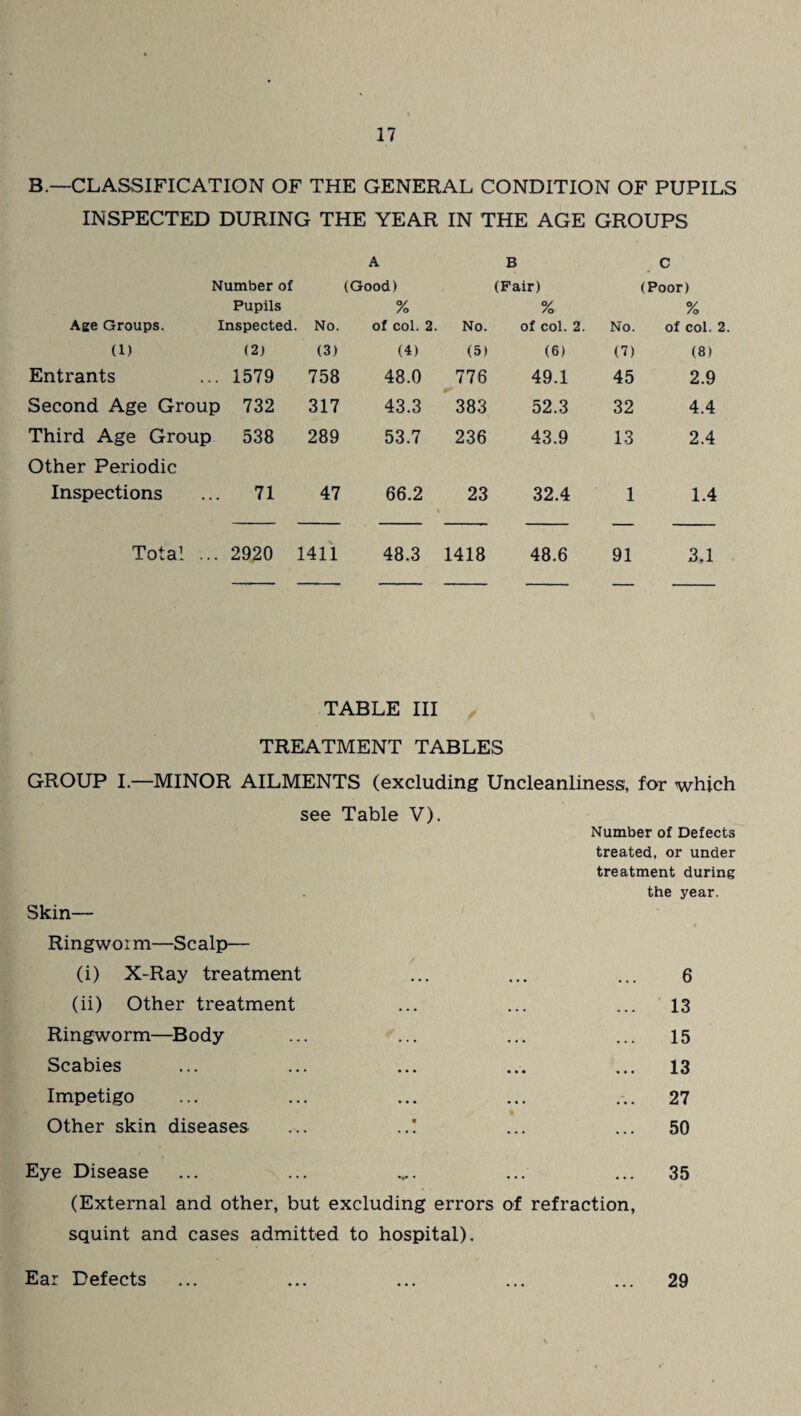 17
B.—CLASSIFICATION OF THE GENERAL CONDITION OF PUPILS
INSPECTED DURING THE YEAR IN THE AGE GROUPS
A B C
Number of (Good) (Fair) (Poor)
Pupils % % %
Age Groups. Inspected. No. of col. 2. No. of col. 2. No. of col. 2.
(1) (2) (3) (4) (5) (6) (7) (8)
Entrants ... 1579 758 48.0 776 49.1 45 2.9
Second Age Group 732 317 43.3 383 52.3 32 4.4
Third Age Group 538 289 53.7 236 43.9 13 2.4
Other Periodic
Inspections ... 71 47 66.2 23 32.4 1 1.4
Total ... 2920 1411 48.3 1418 48.6 91 3.1
TABLE III
TREATMENT TABLES
GROUP I.—MINOR AILMENTS (excluding Uncleanliness, for which
see Table V).
Number of Defects
treated, or under
treatment during
the year.
Skin—
Ringworm—Scalp—
(i) X-Ray treatment ... ... ... 6
(ii) Other treatment ... ... ... 13
Ringworm—Body ... ... ... ... 15
Scabies ... ... ... ... ... 13
Impetigo ... ... ... ... ... 27
Other skin diseases ... ... ... ... 50
Eye Disease ... ... ... ... ... 35
(External and other, but excluding errors of refraction,
squint and cases admitted to hospital).
Ear Defects ... ... ... ... ... 29